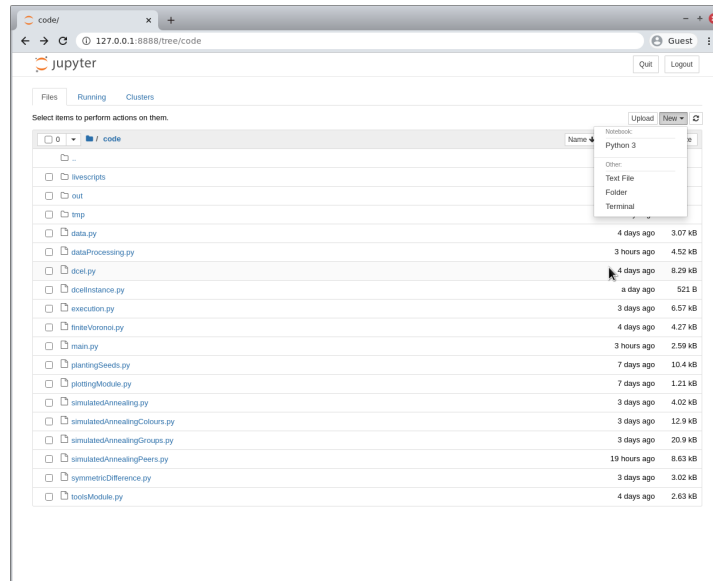 code/
127.0.0.1:8888/tree/code
Guest
jupyter
Quit Logout
Files Running Clusters
Select items to perform actions on them.
Upload New
0 / code Name
Notebook:
Python 3
Other:
Text File
Folder
Terminal
..
livescripts
out
tmp
data.py 4 days ago 3.07 kB
dataProcessing.py 3 hours ago 4.52 kB
dcel.py 4 days ago 8.29 kB
dcelInstance.py a day ago 521 B
execution.py 3 days ago 6.57 kB
finiteVoronoi.py 4 days ago 4.27 kB
main.py 3 hours ago 2.59 kB
plantingSeeds.py 7 days ago 10.4 kB
plottingModule.py 7 days ago 1.21 kB
simulatedAnnealing.py 3 days ago 4.02 kB
simulatedAnnealingColours.py 3 days ago 12.9 kB
simulatedAnnealingGroups.py 3 days ago 20.9 kB
simulatedAnnealingPeers.py 19 hours ago 8.63 kB
symmetricDifference.py 3 days ago 3.02 kB
toolsModule.py 4 days ago 2.63 kB